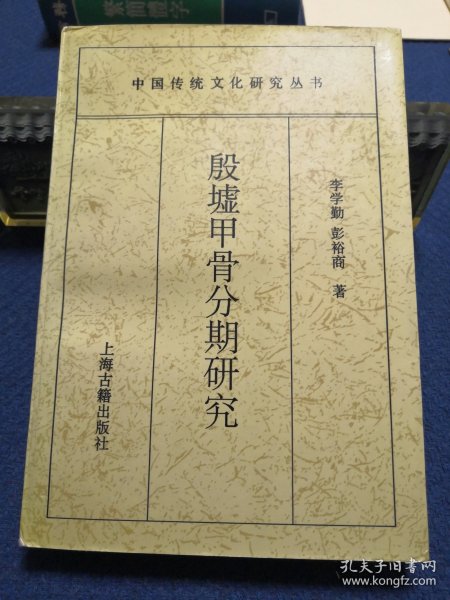 中国传统文化研究丛书
殷墟甲骨分期研究
李学勤 彭裕商 著
上海古籍出版社
孔夫子旧书网
www.kongfz.com